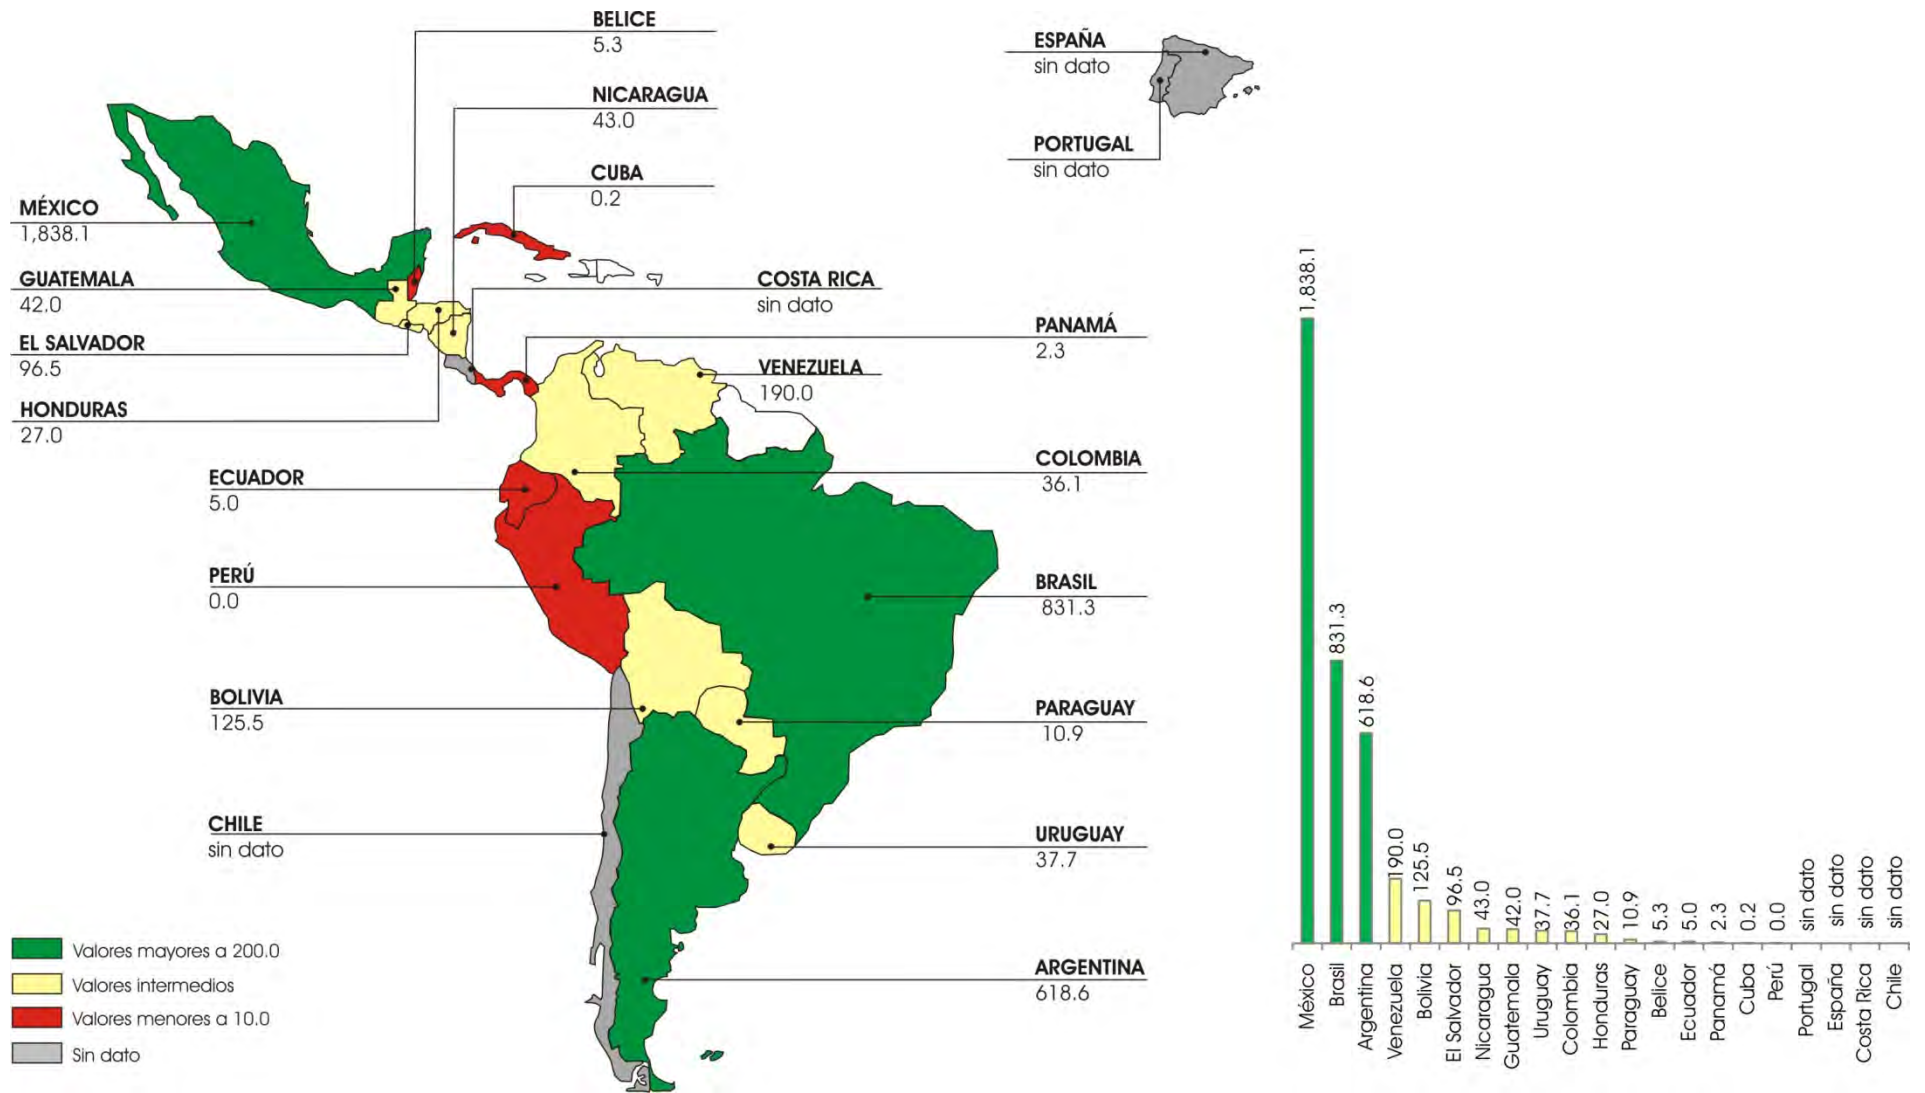 BELICE
5.3
NICARAGUA
43.0
CUBA
0.2
MÉXICO
1,838.1
GUATEMALA
42.0
EL SALVADOR
96.5
HONDURAS
27.0
COSTA RICA
sin dato
PANAMÁ
2.3
VENEZUELA
190.0
COLOMBIA
36.1
ECUADOR
5.0
PERÚ
0.0
BRASIL
831.3
BOLIVIA
125.5
PARAGUAY
10.9
CHILE
sin dato
URUGUAY
37.7
ARGENTINA
618.6
ESPAÑA
sin dato
PORTUGAL
sin dato
Valores mayores a 200.0
Valores intermedios
Valores menores a 10.0
Sin dato
1,838.1
831.3
618.6
190.0
125.5
96.5
43.0
42.0
37.7
36.1
27.0
10.9
5.3
5.0
2.3
0.2
0.0
sin dato
sin dato
sin dato
sin dato
México
Brasil
Argentina
Venezuela
Bolivia
El Salvador
Nicaragua
Guatemala
Uruguay
Colombia
Honduras
Paraguay
Belice
Ecuador
Panamá
Cuba
Perú
Portugal
España
Costa Rica
Chile